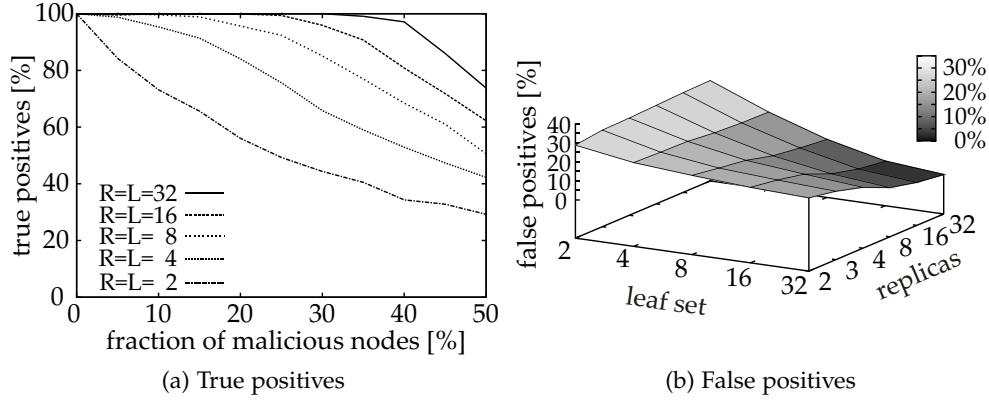 true positives [%]
100
80
60
40
20
0
R=L=32
R=L=16
R=L= 8
R=L= 4
R=L= 2
0 10 20 30 40 50
fraction of malicious nodes [%]
(a) True positives
false positives [%]
40
30
20
10
0
30%
20%
10%
0%
2 4 8 16 32
leaf set
2 3 4 8 16 32
replicas
(b) False positives